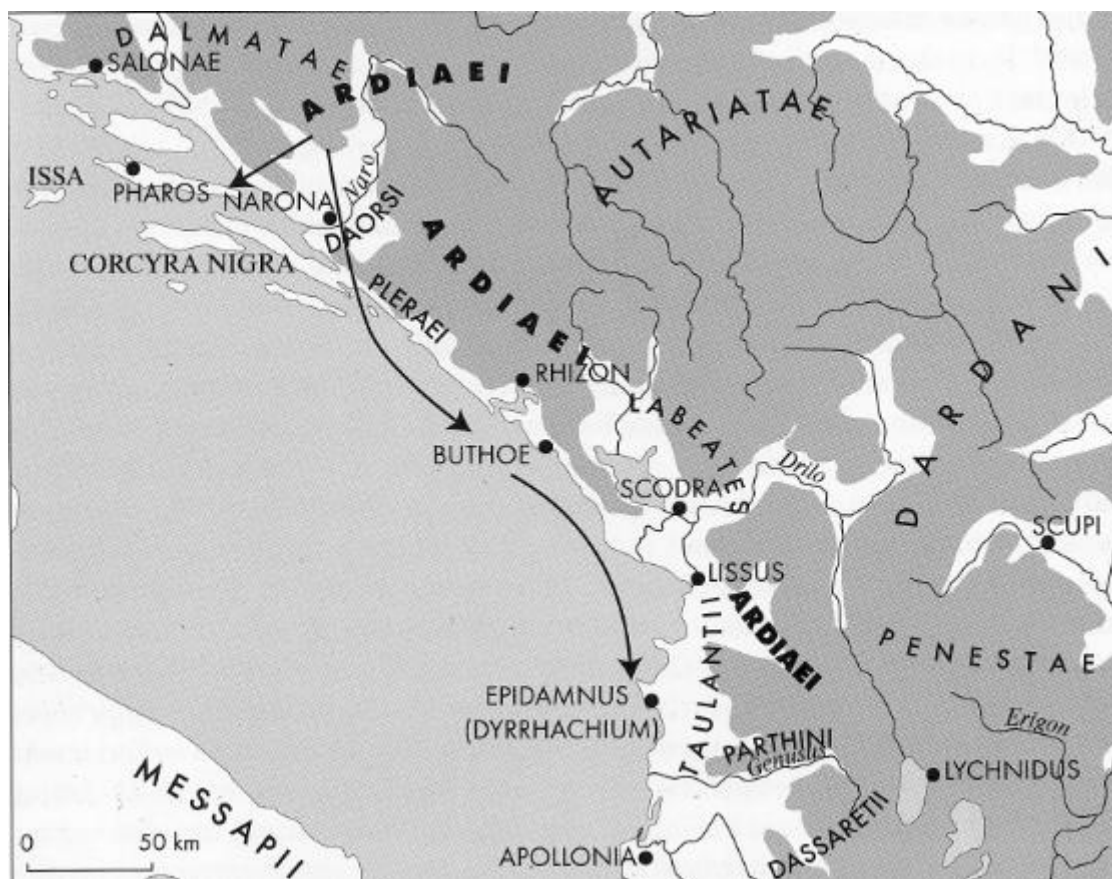 DALMATAE
SALONAE
ARDIAEI
AUTARIATAE
ISSA
PHAROS
NARONA
Naro
DAORSI
ARDIAEI
CORCYRA NIGRA
PLERAEI
DARDANI
RHIZON
LABEATES
BUTHOE
SCODRA
Drilo
SCUPI
LISSUS
ARDIAEI
TAULANTII
PENESTAE
EPIDAMNUS
(DYRRHACHIUM)
PARTHINI
Genusus
Erigon
LYCHNIDUS
MESSAPII
DASSARETII
0 50 km
APOLLONIA